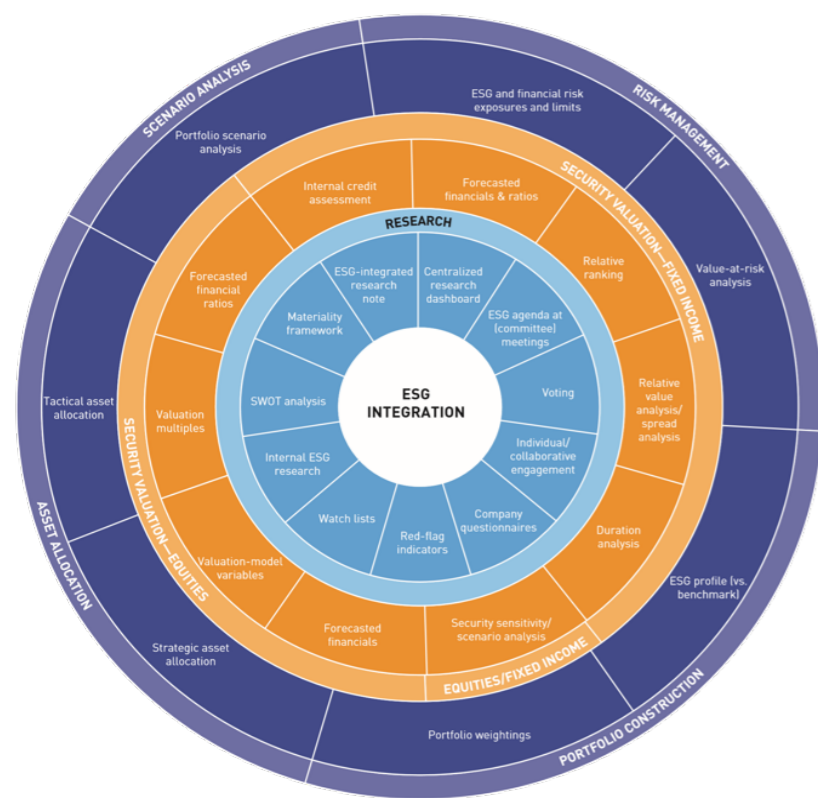 SCENARIO ANALYSIS
RISK MANAGEMENT
PORTFOLIO CONSTRUCTION
ASSET ALLOCATION
ESG and financial risk
exposures and limits
Value-at-risk
analysis
ESG profile (vs.
benchmark)
Portfolio weightings
Strategic asset
allocation
Tactical asset
allocation
Portfolio scenario
analysis
SECURITY VALUATION—FIXED INCOME
EQUITIES/FIXED INCOME
SECURITY VALUATION—EQUITIES
Internal credit
assessment
Forecasted
financials & ratios
Relative
ranking
Relative
value
analysis/
spread
analysis
Duration
analysis
Security sensitivity/
scenario analysis
Forecasted
financials
Valuation-model
variables
Valuation
multiples
Forecasted
financial
ratios
RESEARCH
ESG-integrated
research
note
Centralized
research
dashboard
ESG agenda at
(committee)
meetings
Voting
Individual/
collaborative
engagement
Company
questionnaires
Red-flag
indicators
Watch lists
Internal ESG
research
SWOT analysis
Materiality
framework
ESG
INTEGRATION